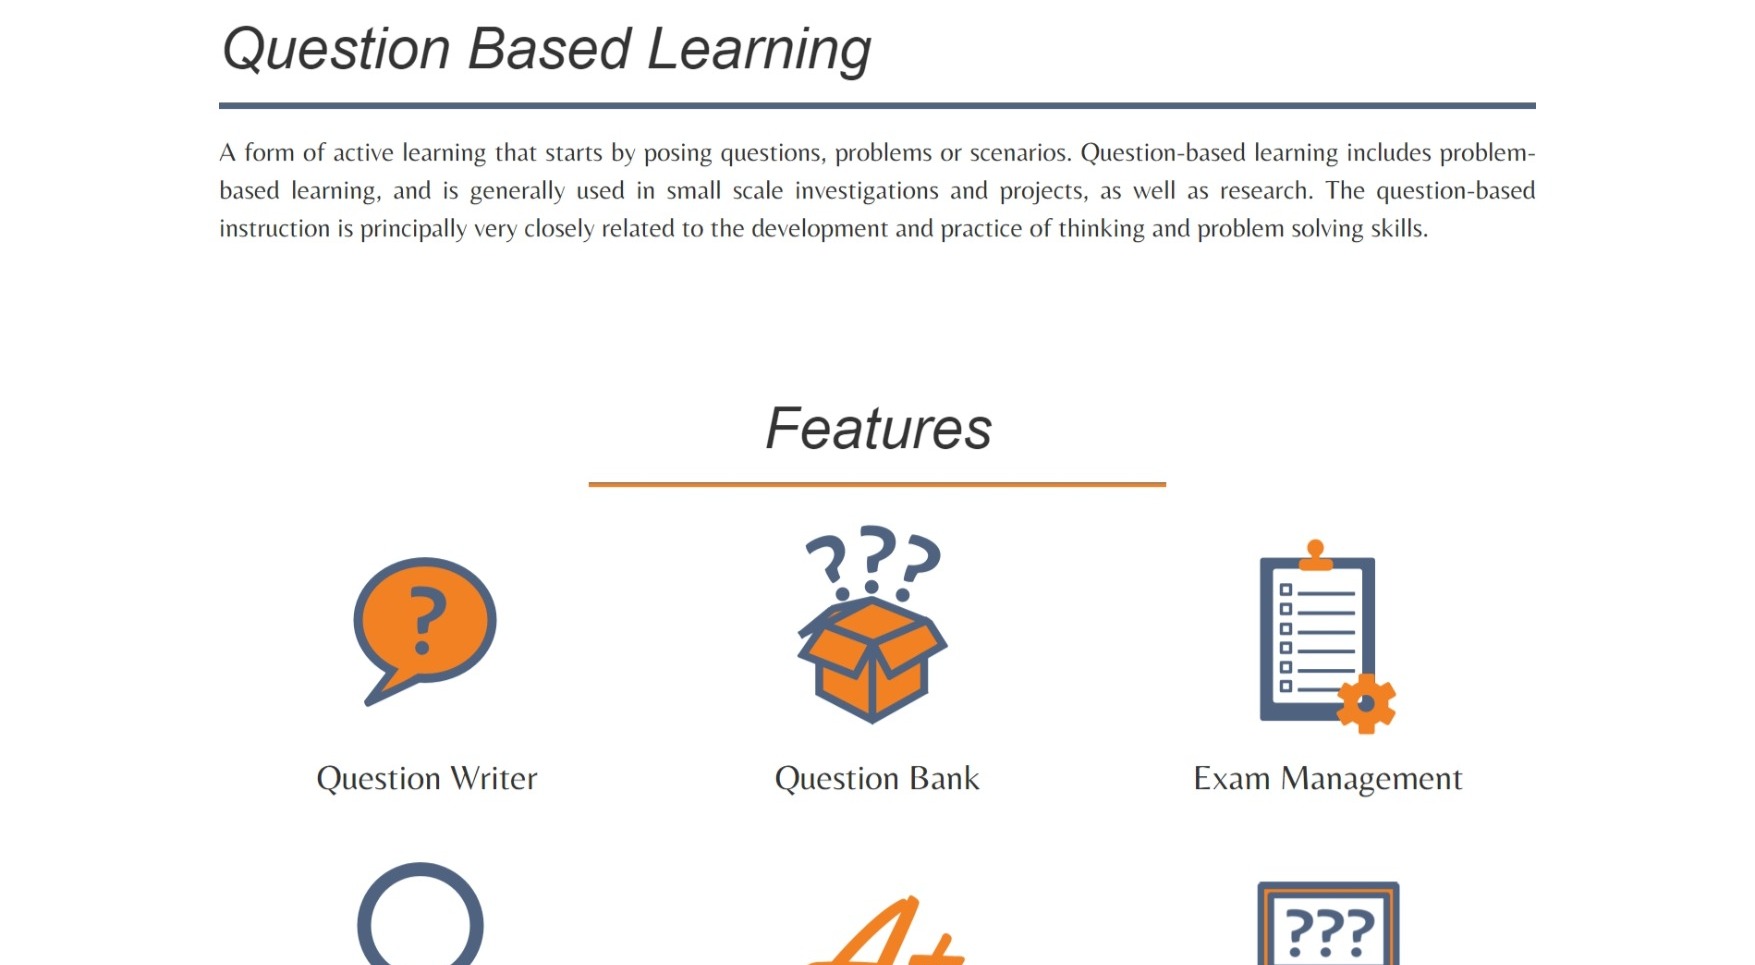 Question Based Learning
A form of active learning that starts by posing questions, problems or scenarios. Question-based learning includes problem-
based learning, and is generally used in small scale investigations and projects, as well as research. The question-based
instruction is principally very closely related to the development and practice of thinking and problem solving skills.
Features
???
?
Question Writer
Question Bank
Exam Management
A+
???